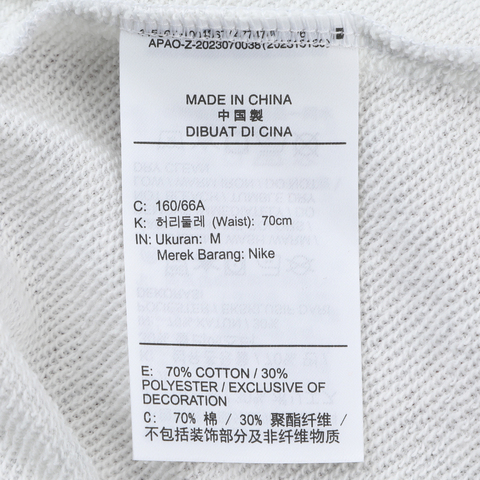 APAO-Z-2023070038(202315130)
MADE IN CHINA
中 国 製
DIBUAT DI CINA
C: 160/66A
K: 허리둘레 (Waist): 70cm
IN: Ukuran: M
Merek Barang: Nike
E: 70% COTTON / 30%
POLYESTER / EXCLUSIVE OF
DECORATION
C: 70% 棉 / 30% 聚酯纤维 /
不包括装饰部分及非纤维物质